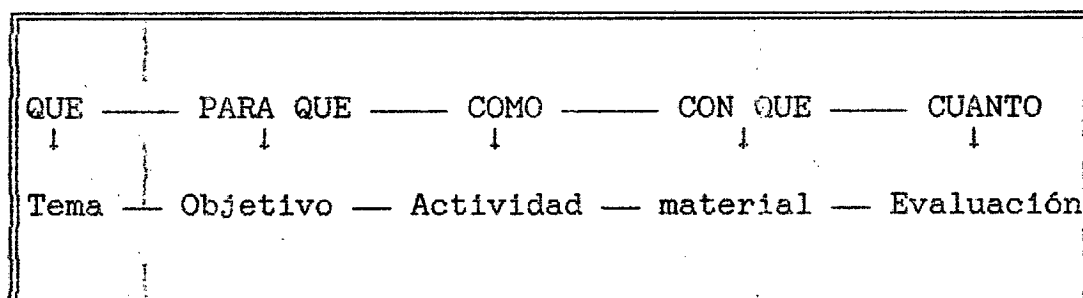 QUE —— PARA QUE —— COMO —— CON QUE —— CUANTO
↓ ↓ ↓ ↓ ↓
Tema — Objetivo — Actividad — material — Evaluación